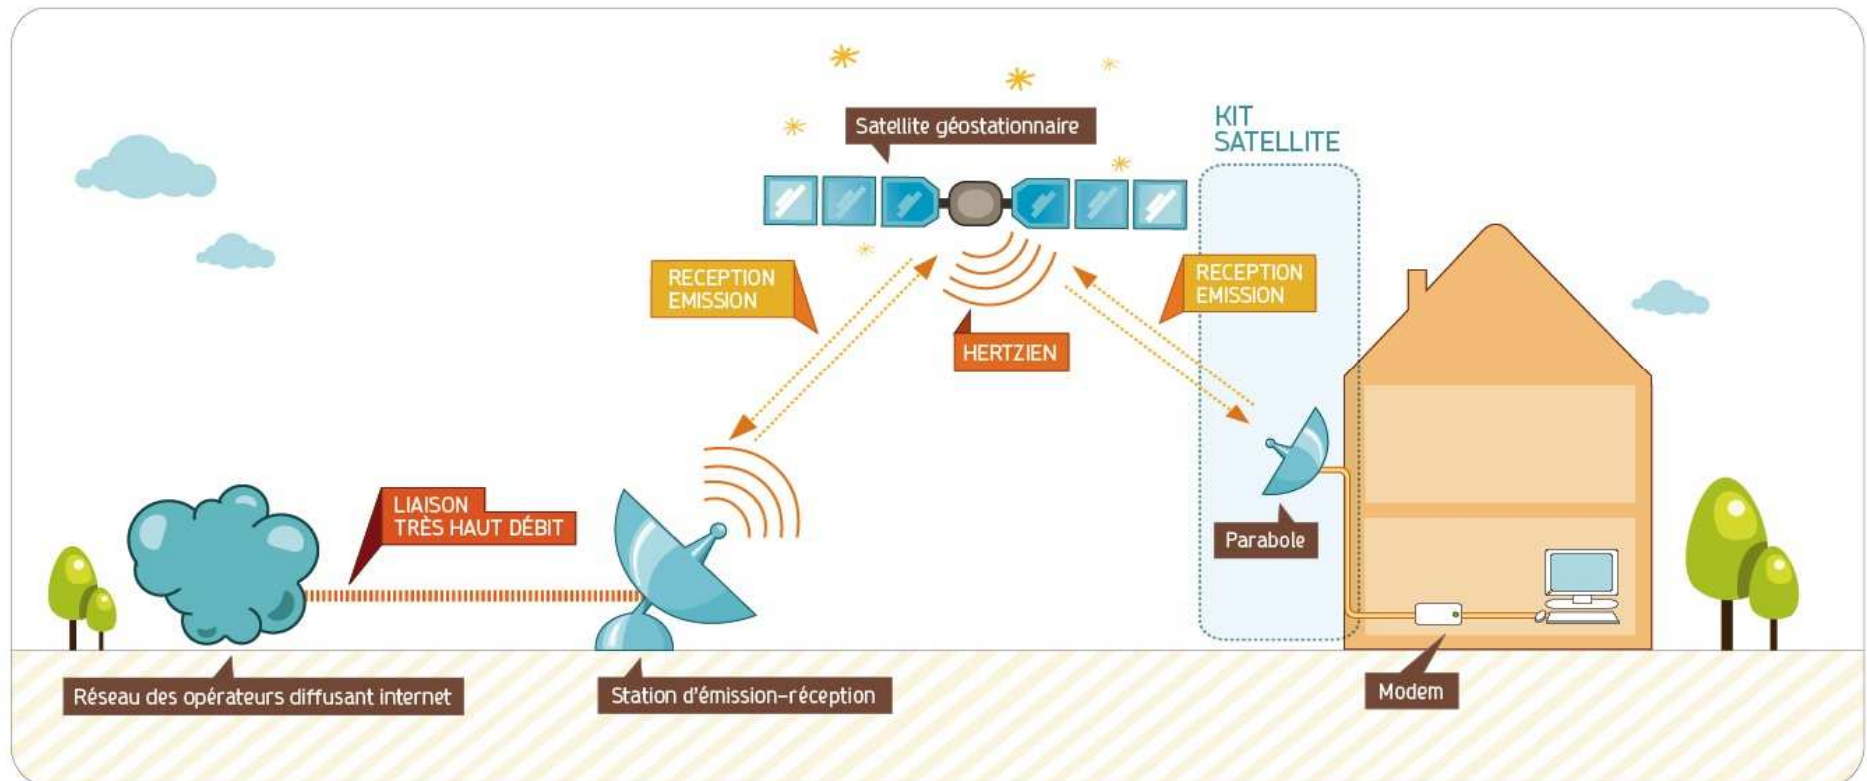 Satellite géostationnaire
KIT
SATELLITE
RECEPTION
EMISSION
RECEPTION
EMISSION
HERTZIEN
LIAISON
TRÈS HAUT DÉBIT
Parabole
Réseau des opérateurs diffusant internet
Station d'émission-réception
Modem